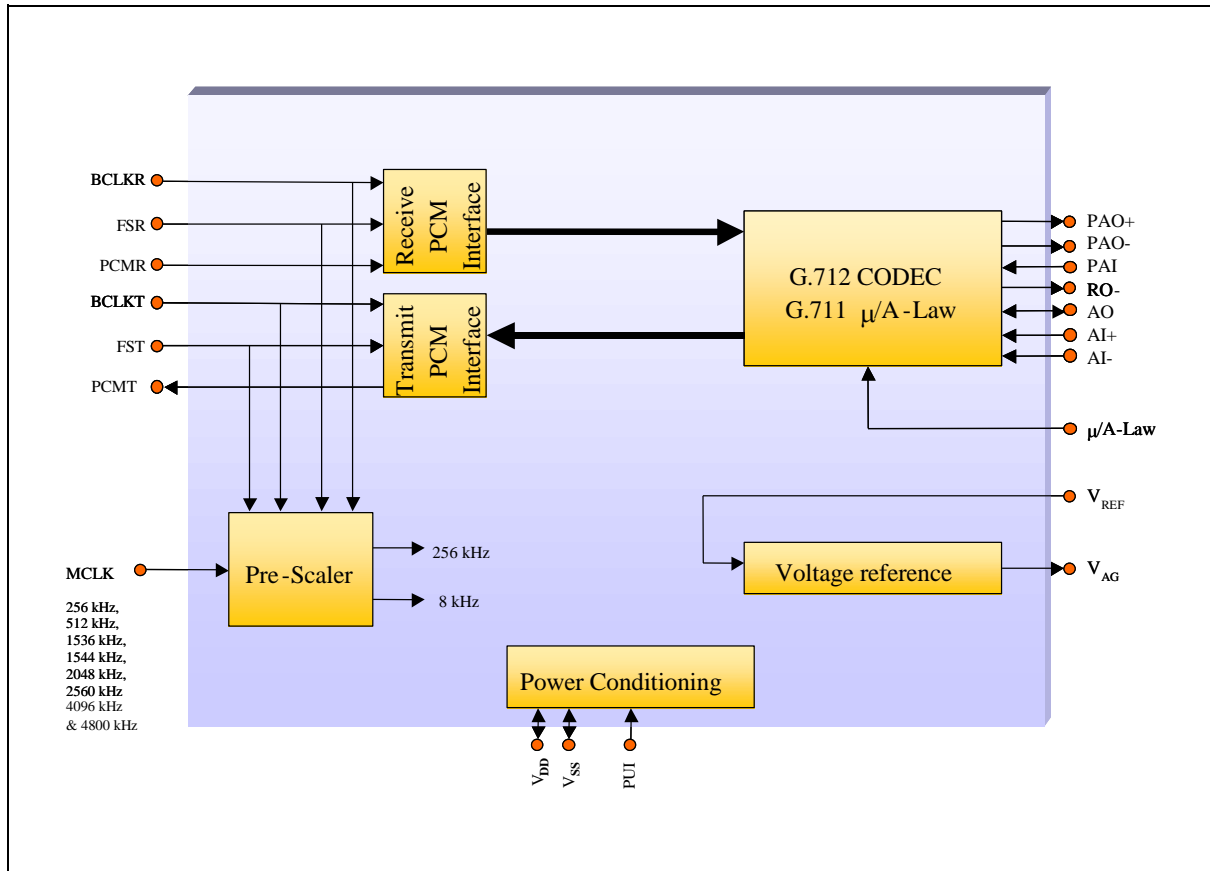 BCLKR
FSR
PCMR
BCLKT
FST
PCMT
Receive
PCM
Interface
Transmit
PCM
Interface
G.712 CODEC
G.711 μ/A-Law
PAO+
PAO-
PAI
RO-
AO
AI+
AI-
μ/A-Law
VREF
VAG
Voltage reference
MCLK
256 kHz,
512 kHz,
1536 kHz,
1544 kHz,
2048 kHz,
2560 kHz
4096 kHz
& 4800 kHz
Pre-Scaler
256 kHz
8 kHz
Power Conditioning
VDD
VSS
PUI